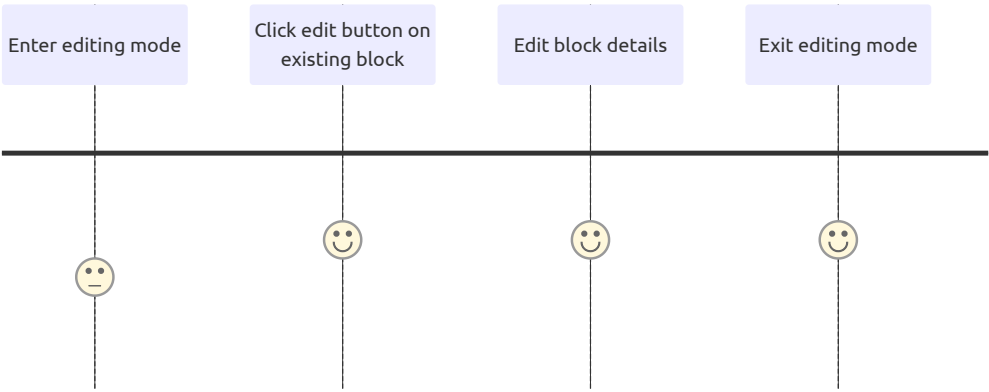 Enter editing mode
Click edit button on
existing block
Edit block details
Exit editing mode